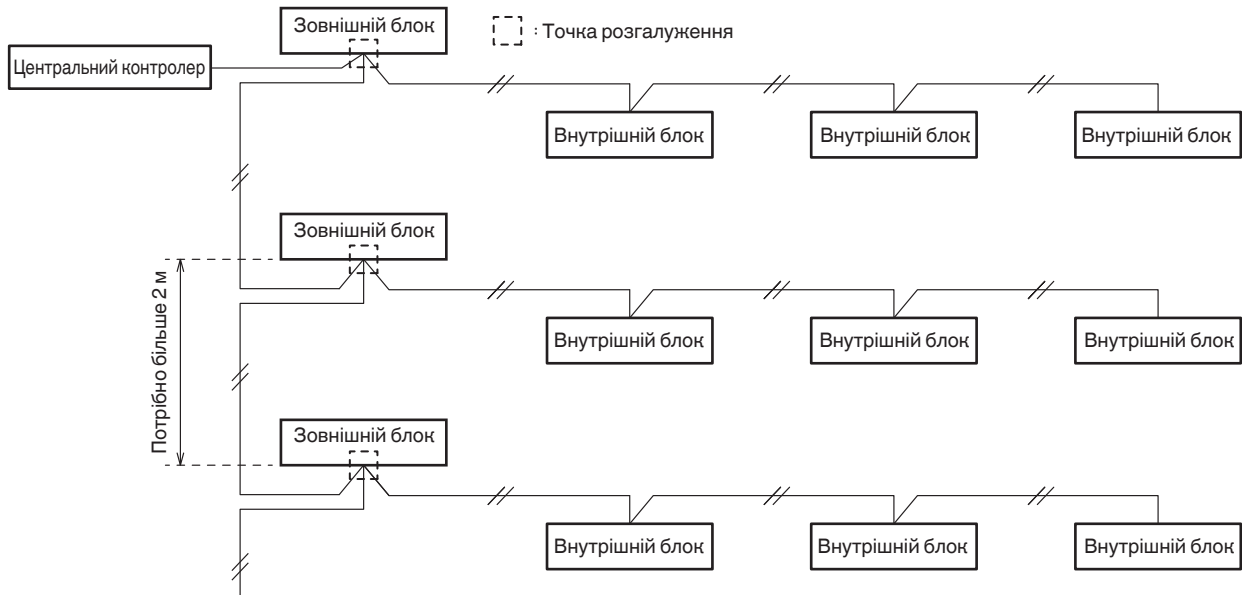 Зовнішній блок
: Точка розгалуження
Центральний контролер
Внутрішній блок
Внутрішній блок
Внутрішній блок
Зовнішній блок
Потрібно більше 2 м
Внутрішній блок
Внутрішній блок
Внутрішній блок
Зовнішній блок
Внутрішній блок
Внутрішній блок
Внутрішній блок